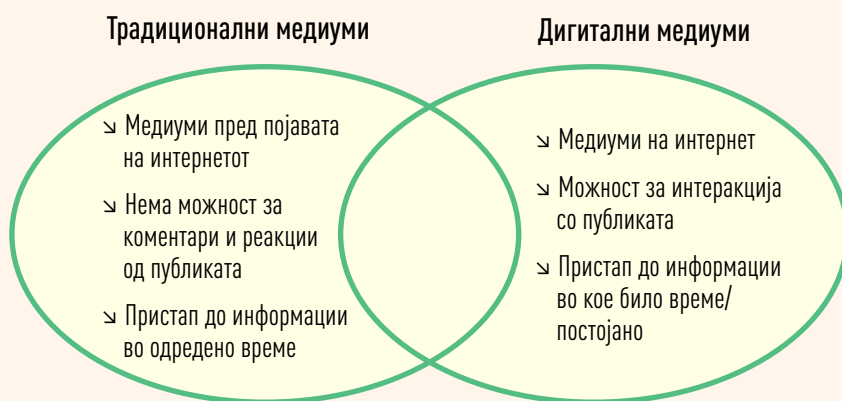 Традиционални медиуми
Дигитални медиуми
↘ Медиуми пред појавата
на интернетот
↘ Нема можност за
коментари и реакции
од публиката
↘ Пристап до информации
во одредено време
↘ Медиуми на интернет
↘ Можност за интеракција
со публиката
↘ Пристап до информации
во кое било време/
постојано